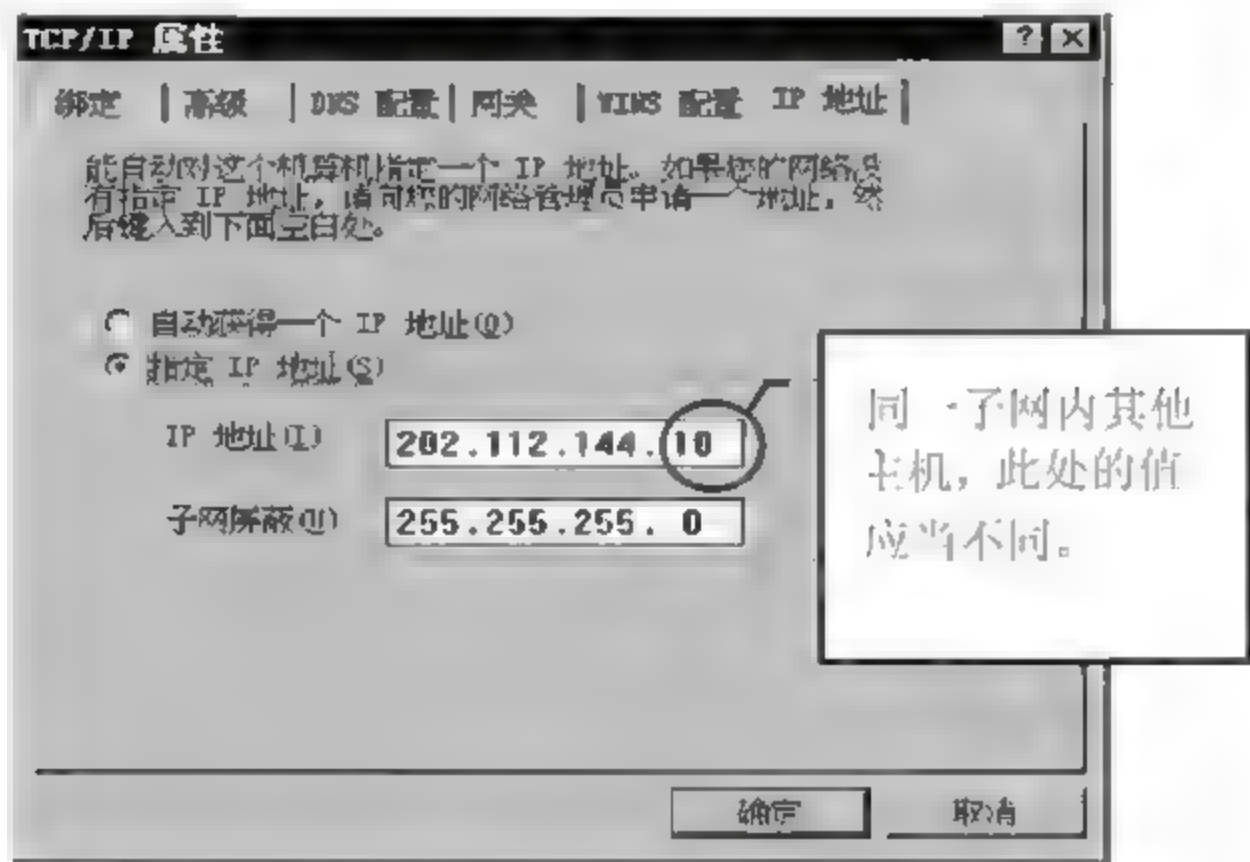 TCP/IP 属性
绑定 高级 DNS 配置 网关 WINS 配置 IP 地址
能自动对这个机算机指定一个 IP 地址。如果您的网络没
有指定 IP 地址，请向您的网络管理员申请一个地址，然
后键入到下面空白处。
自动获得一个 IP 地址(O)
指定 IP 地址(S)
IP 地址(I)
202.112.144.10
子网屏蔽(U)
255.255.255. 0
同一子网内其他
主机，此处的值
应当不同。
确定 取消